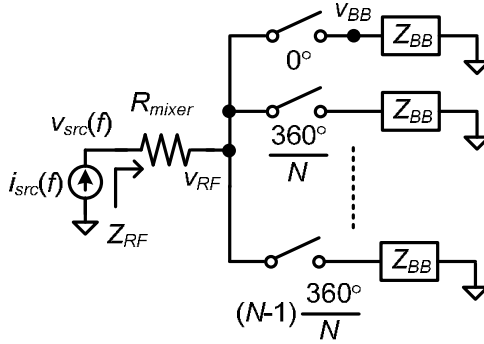 v_BB
Z_BB
0°
R_mixer
Z_BB
v_src(f)
360°
N
i_src(f)
v_RF
Z_RF
Z_BB
(N-1) 360°
N